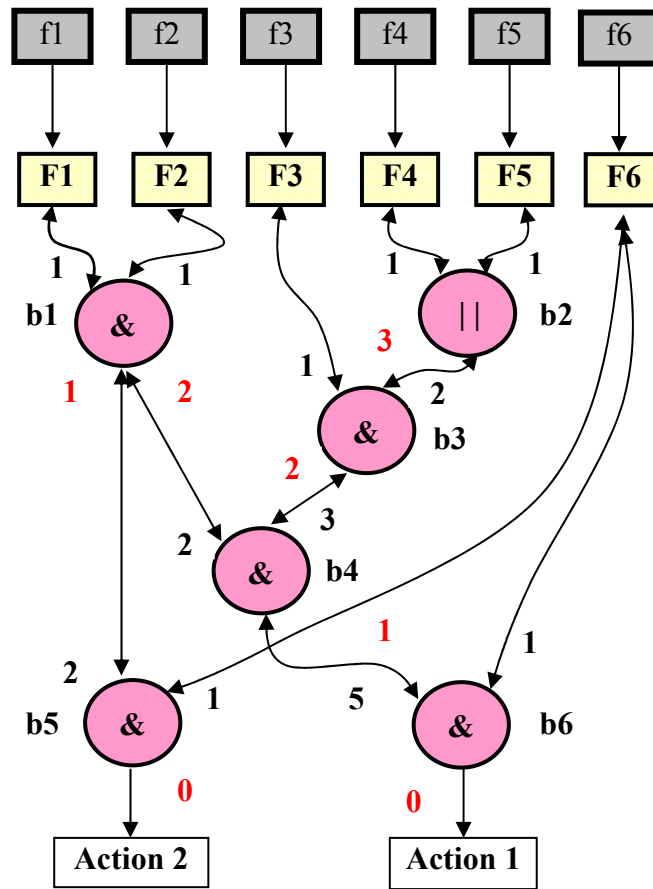 f1 f2 f3 f4 f5 f6
F1 F2 F3 F4 F5 F6
1 1 1 1
b1 & || b2
3
1 2 1 2
& b3
2
3
2
& b4
1 1
2 1 5
b5 & & b6
0 0
Action 2 Action 1